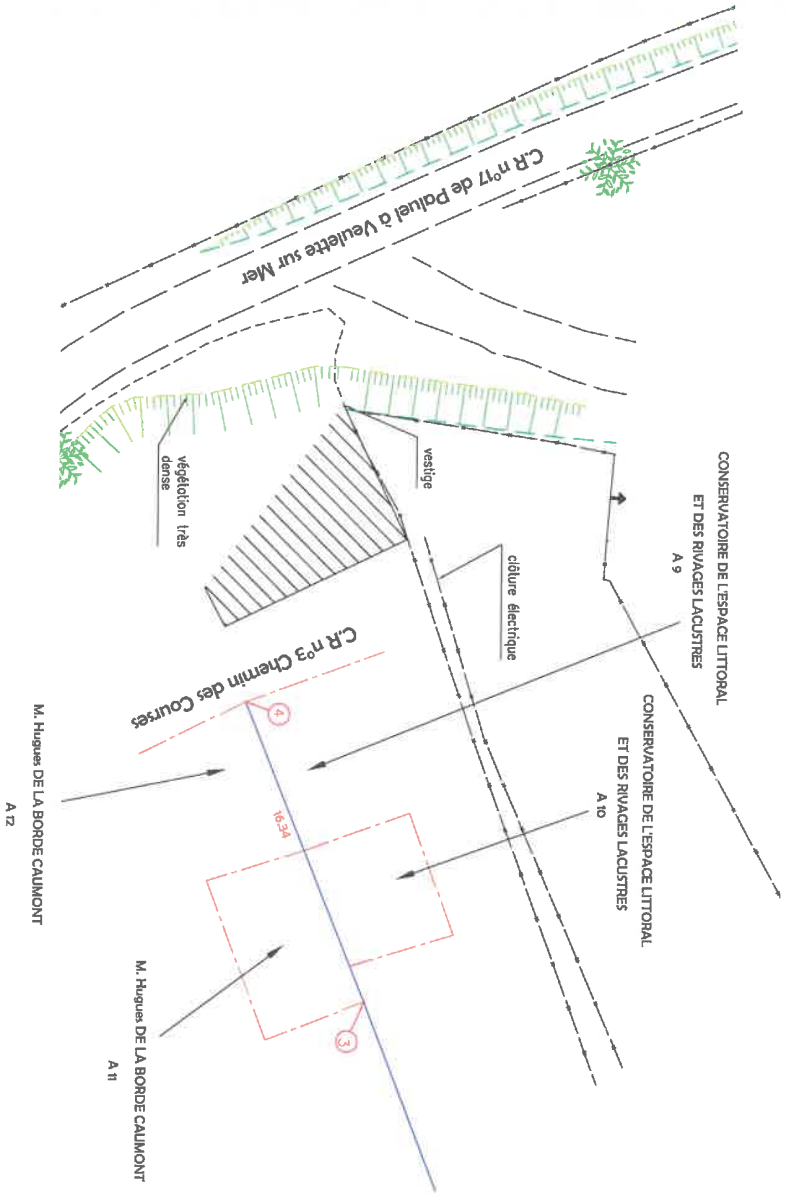 C.R n°17 de Paluel à Veulette sur Mer
végétation très
dense
vestige
clôture électrique
CONSERVATOIRE DE L'ESPACE LITTORAL
ET DES RIVAGES LACUSTRES
A 9
CONSERVATOIRE DE L'ESPACE LITTORAL
ET DES RIVAGES LACUSTRES
A 10
C.R n°3 Chemin des Courses
4
16.34
3
M. Hugues DE LA BORDE CAUMONT
A 12
M. Hugues DE LA BORDE CAUMONT
A 11